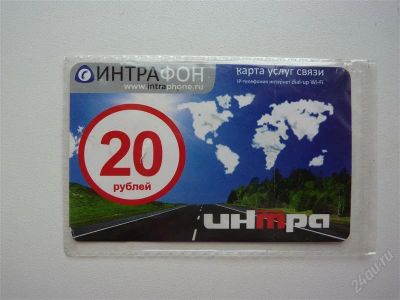 ИНТРАФОН
www.intraphone.ru
карта услуг связи
IP-телефония интернет dial-up Wi-Fi
20
рублей
интра
24au.ru